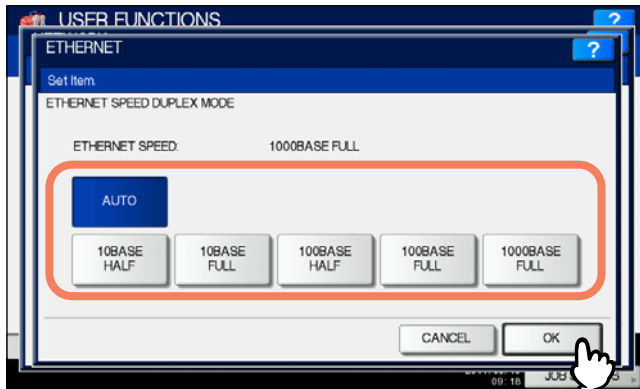 USER FUNCTIONS
?
ETHERNET
?
Set Item.
ETHERNET SPEED DUPLEX MODE
ETHERNET SPEED: 1000BASE FULL
AUTO
10BASE HALF
10BASE FULL
100BASE HALF
100BASE FULL
1000BASE FULL
CANCEL
OK
09:18
JOB S